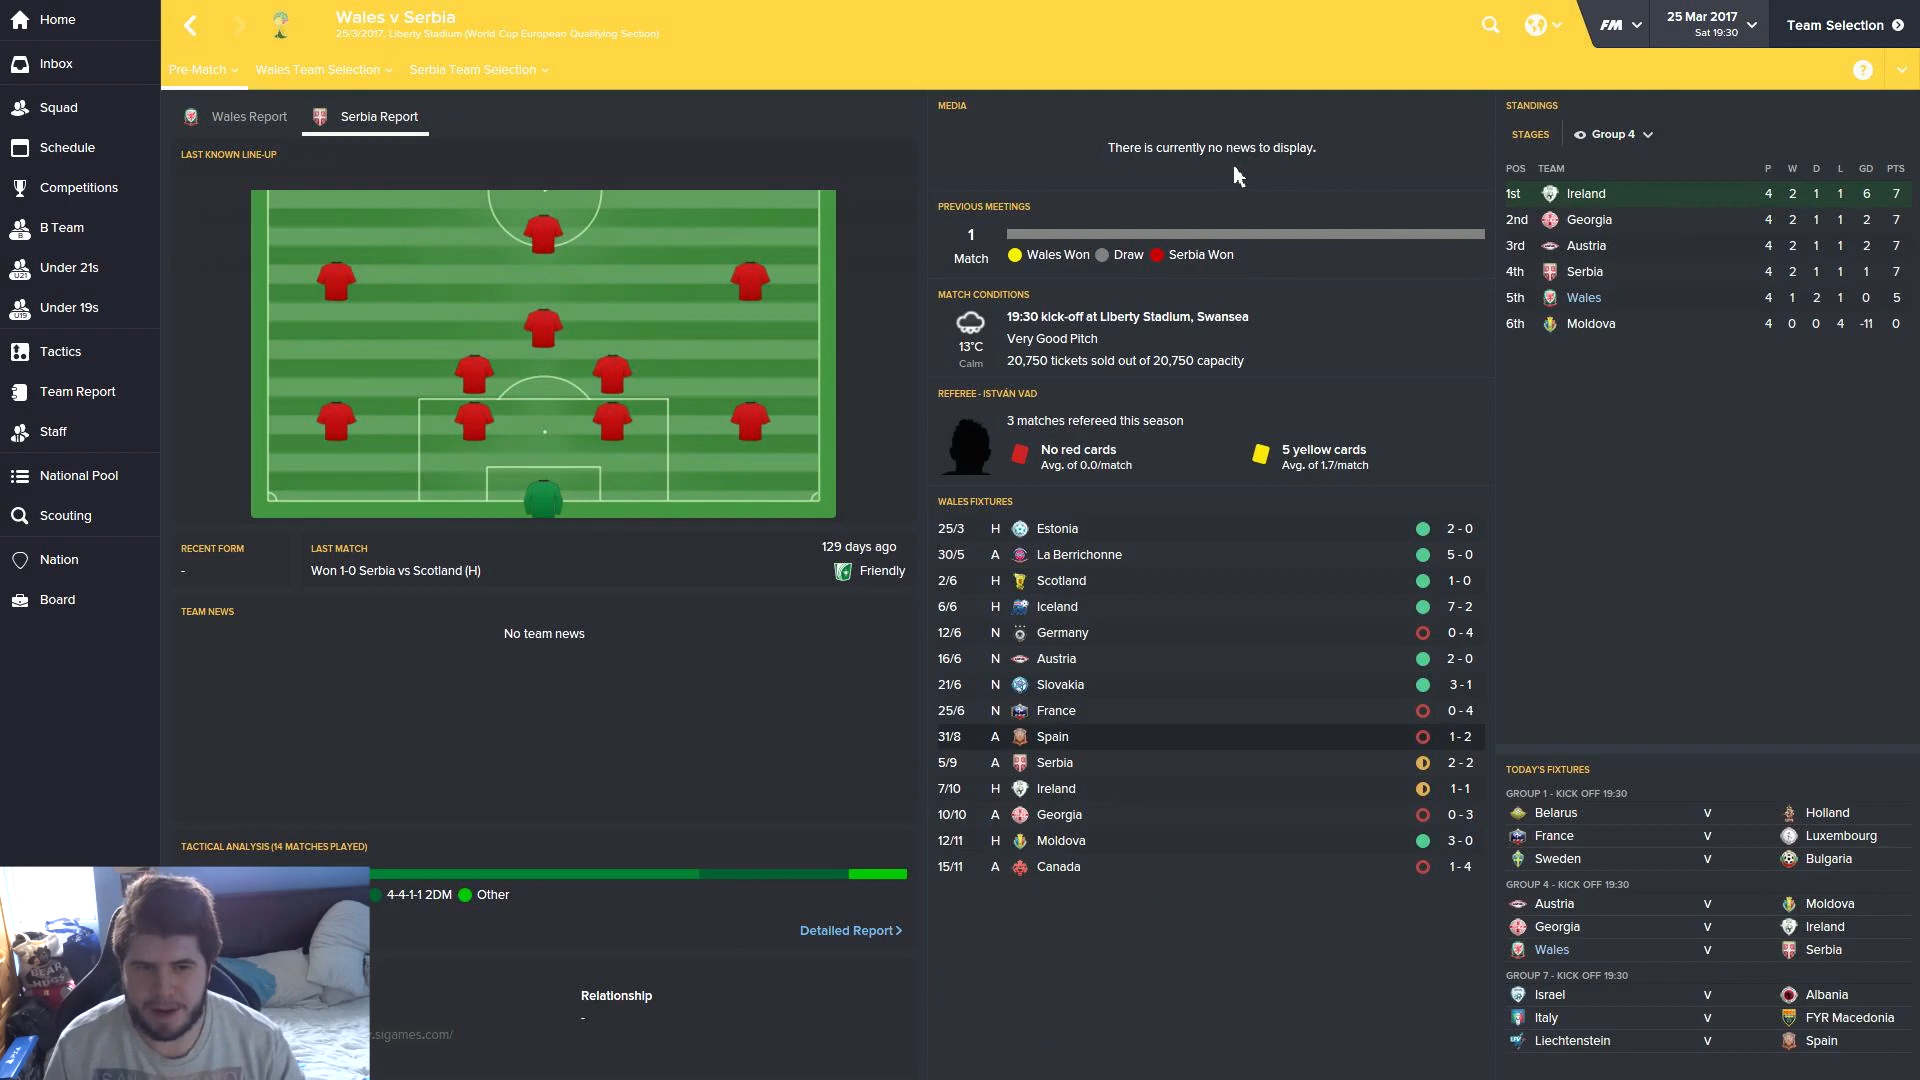 Home
Inbox
Squad
Schedule
Competitions
B Team
Under 21s
Under 19s
Tactics
Team Report
Staff
National Pool
Scouting
Nation
Board
Wales v Serbia
25/3/2017, Liberty Stadium (World Cup European Qualifying Section)
FM
25 Mar 2017
Sat 19:30
Team Selection
Pre-Match
Wales Team Selection
Serbia Team Selection
?
Wales Report
Serbia Report
LAST KNOWN LINE-UP
RECENT FORM
-
LAST MATCH
129 days ago
Won 1-0 Serbia vs Scotland (H)
Friendly
TEAM NEWS
No team news
TACTICAL ANALYSIS (14 MATCHES PLAYED)
4-4-1-1 2DM
Other
Detailed Report
Relationship
-
.sigames.com/
BEAR HUGS
PS4
MEDIA
There is currently no news to display.
PREVIOUS MEETINGS
1
Match
Wales Won Draw Serbia Won
MATCH CONDITIONS
13°C
Calm
19:30 kick-off at Liberty Stadium, Swansea
Very Good Pitch
20,750 tickets sold out of 20,750 capacity
REFEREE - ISTVÁN VAD
3 matches refereed this season
No red cards
Avg. of 0.0/match
5 yellow cards
Avg. of 1.7/match
WALES FIXTURES
25/3 H Estonia 2 - 0
30/5 A La Berrichonne 5 - 0
2/6 H Scotland 1 - 0
6/6 H Iceland 7 - 2
12/6 N Germany 0 - 4
16/6 N Austria 2 - 0
21/6 N Slovakia 3 - 1
25/6 N France 0 - 4
31/8 A Spain 1 - 2
5/9 A Serbia 2 - 2
7/10 H Ireland 1 - 1
10/10 A Georgia 0 - 3
12/11 H Moldova 3 - 0
15/11 A Canada 1 - 4
STANDINGS
STAGES Group 4
POS TEAM P W D L GD PTS
1st Ireland 4 2 1 1 6 7
2nd Georgia 4 2 1 1 2 7
3rd Austria 4 2 1 1 2 7
4th Serbia 4 2 1 1 1 7
5th Wales 4 1 2 1 0 5
6th Moldova 4 0 0 4 -11 0
TODAY'S FIXTURES
GROUP 1 - KICK OFF 19:30
Belarus V Holland
France V Luxembourg
Sweden V Bulgaria
GROUP 4 - KICK OFF 19:30
Austria V Moldova
Georgia V Ireland
Wales V Serbia
GROUP 7 - KICK OFF 19:30
Israel V Albania
Italy V FYR Macedonia
Liechtenstein V Spain